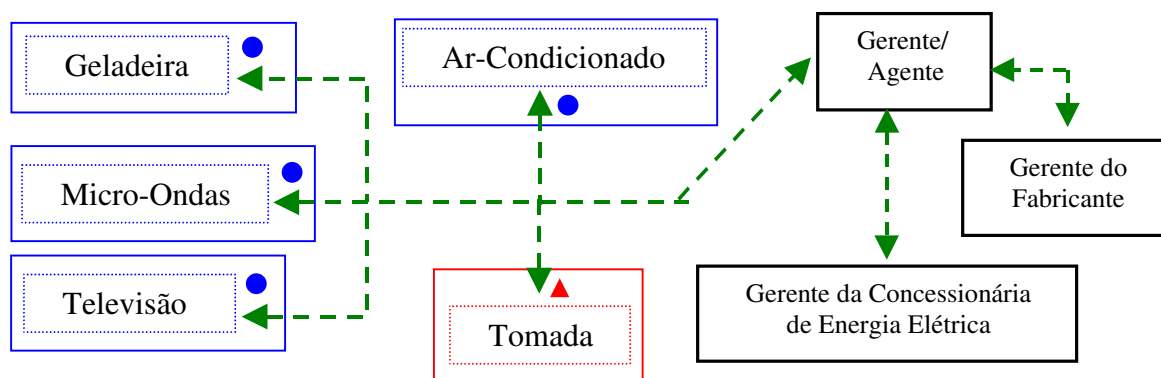 Geladeira
Ar-Condicionado
Gerente/
Agente
Micro-Ondas
Gerente do
Fabricante
Televisão
Gerente da Concessionária
de Energia Elétrica
Tomada